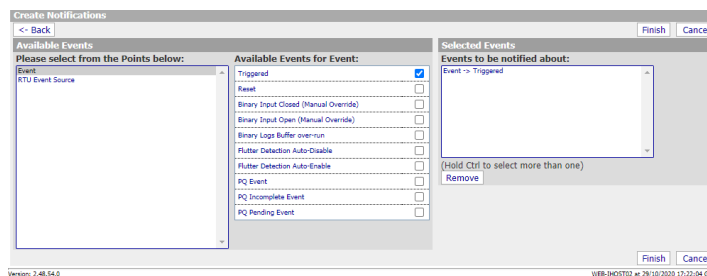 Create Notifications
<- Back
Finish
Cance
Available Events
Selected Events
Please select from the Points below:
Available Events for Event:
Events to be notified about:
Event
RTU Event Source
Triggered
Reset
Binary Input Closed (Manual Override)
Binary Input Open (Manual Override)
Binary Logs Buffer over-run
Flutter Detection Auto-Disable
Flutter Detection Auto-Enable
PQ Event
PQ Incomplete Event
PQ Pending Event
Event -> Triggered
(Hold Ctrl to select more than one)
Remove
Finish
Cance
Version: 2.48.54.0
WEB-IHOST02 at 29/10/2020 17:22:04